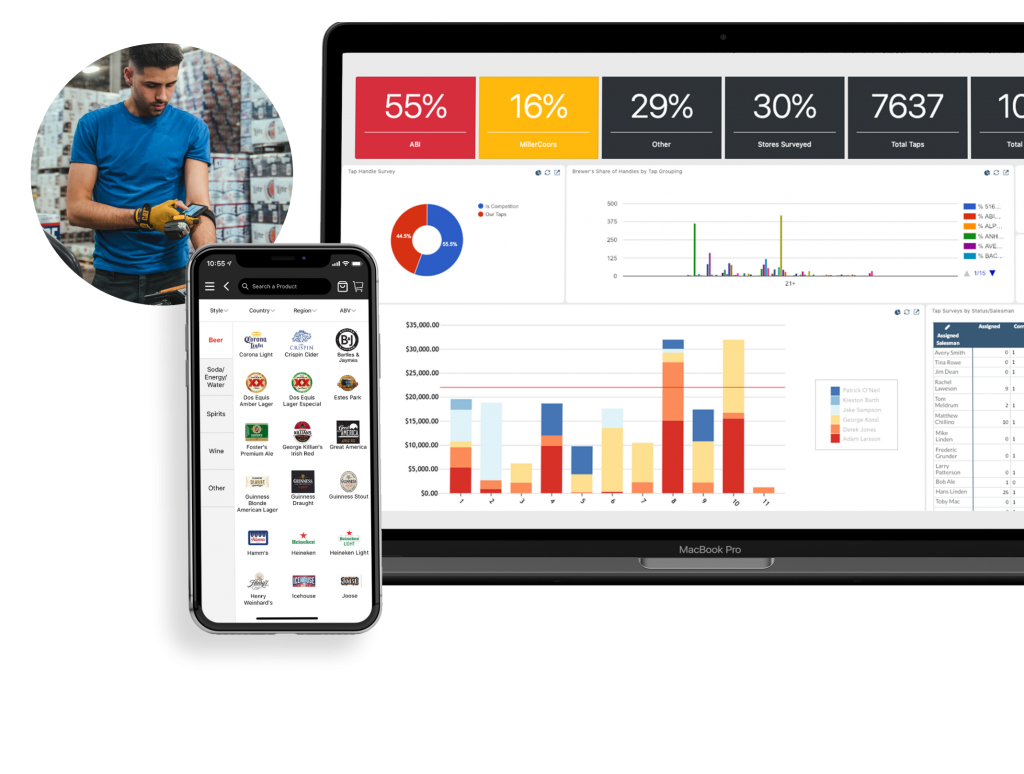 55%
ABI
16%
MillerCoors
29%
Other
30%
Stores Surveyed
7637
Total Taps
10
Total
Tap Handle Survey
Is Competition
Our Taps
44.5%
55.5%
Brewer's Share of Handles by Tap Grouping
500
375
250
125
0
21+
% 516...
% ABI...
% ALP...
% ANH...
% AVE...
% BAC...
1/15
$35,000.00
$30,000.00
$25,000.00
$20,000.00
$15,000.00
$10,000.00
$5,000.00
$0.00
1
2
3
4
5
6
7
8
9
10
11
Patrick O'Neil
Kreston Barth
Jake Sampson
George Rossi
Derek Jones
Adam Lenson
Tap Surveys by Status/Salesman
Assigned
Salesman
Assigned
Com
Avery Smith 0 1
Tina Rowe 0 1
Jim Dean 0 1
Rachel
Laweson 9 1
Tom
Meldrum 2 1
Matthew
Chillino 10 1
Mike
Linden 0 1
Frederic
Grunder 0 1
Larry
Patterson 0 1
Bob Ale 1 0
Hans Linden 26 1
Toby Mac 0 1
MacBook Pro
CAT
10:55
Search a Product
Style
Country
Region
ABV
Beer
Soda/
Energy/
Water
Spirits
Wine
Other
Corona Light
Crispin Cider
Bartles &
Jaymes
Dos Equis
Amber Lager
Dos Equis
Lager Especial
Estes Park
Foster's
Premium Ale
George Killian's
Irish Red
Great America
Guinness
Blonde
American Lager
Guinness
Draught
Guinness Stout
Hamm's
Heineken
Heineken Light
Henry
Weinhard's
Icehouse
Joose